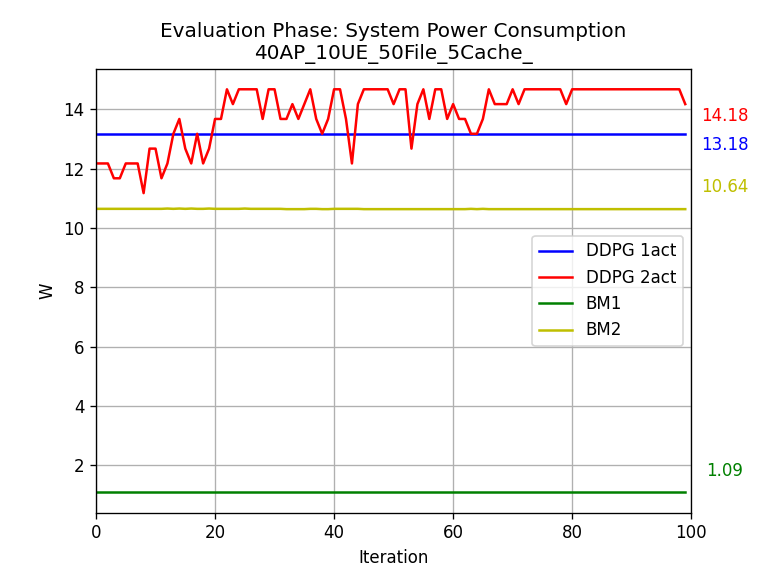 Evaluation Phase: System Power Consumption
40AP_10UE_50File_5Cache_
14
12
10
8
6
4
2
W
0
20
40
60
80
100
Iteration
DDPG 1act
DDPG 2act
BM1
BM2
14.18
13.18
10.64
1.09